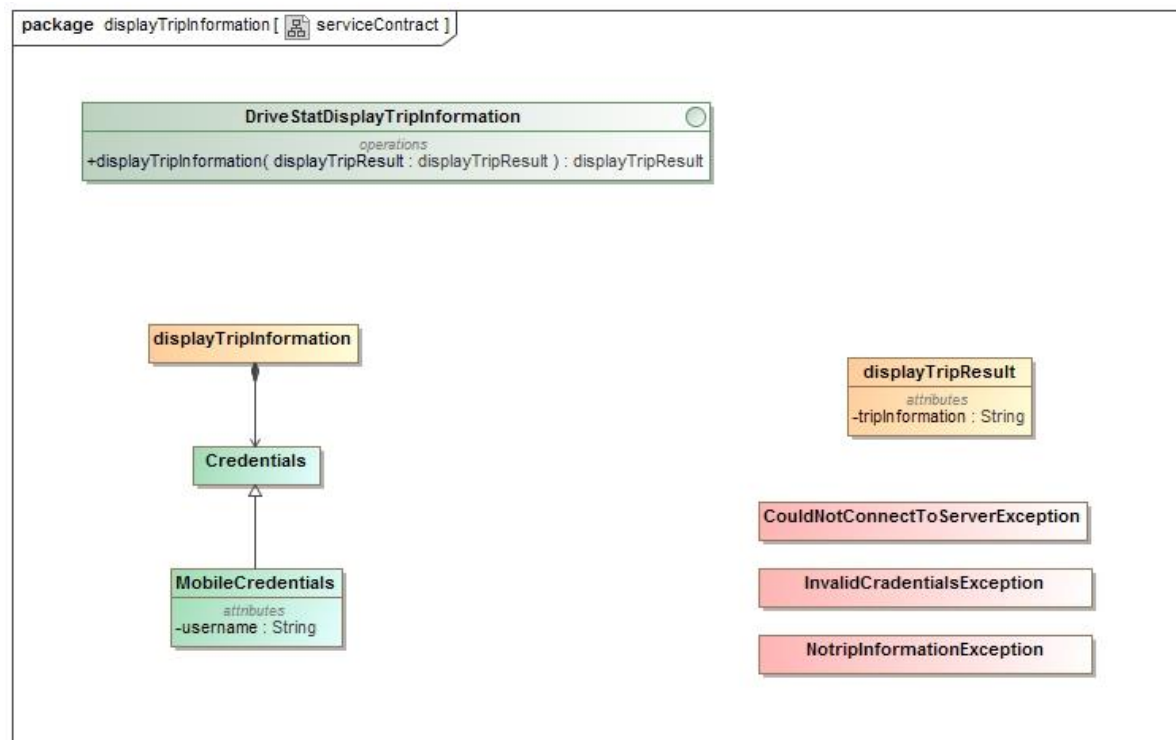 package displayTripInformation [ serviceContract ]
DriveStatDisplayTripInformation
operations
+displayTripInformation( displayTripResult : displayTripResult ) : displayTripResult
displayTripInformation
displayTripResult
attributes
-tripInformation : String
Credentials
CouldNotConnectToServerException
MobileCredentials
attributes
-username : String
InvalidCradentialsException
NotripInformationException